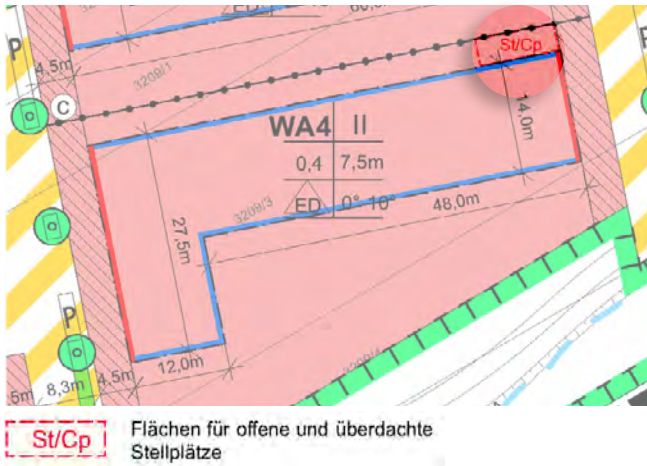 P
4,5m
3209/1
C
St/Cp
14,0m
WA4 II
0,4 7,5m
ED 0° 10°
3209/3
48,0m
27,5m
P
12,0m
4,5m
8,3m
5m
St/Cp
Flächen für offene und überdachte
Stellplätze